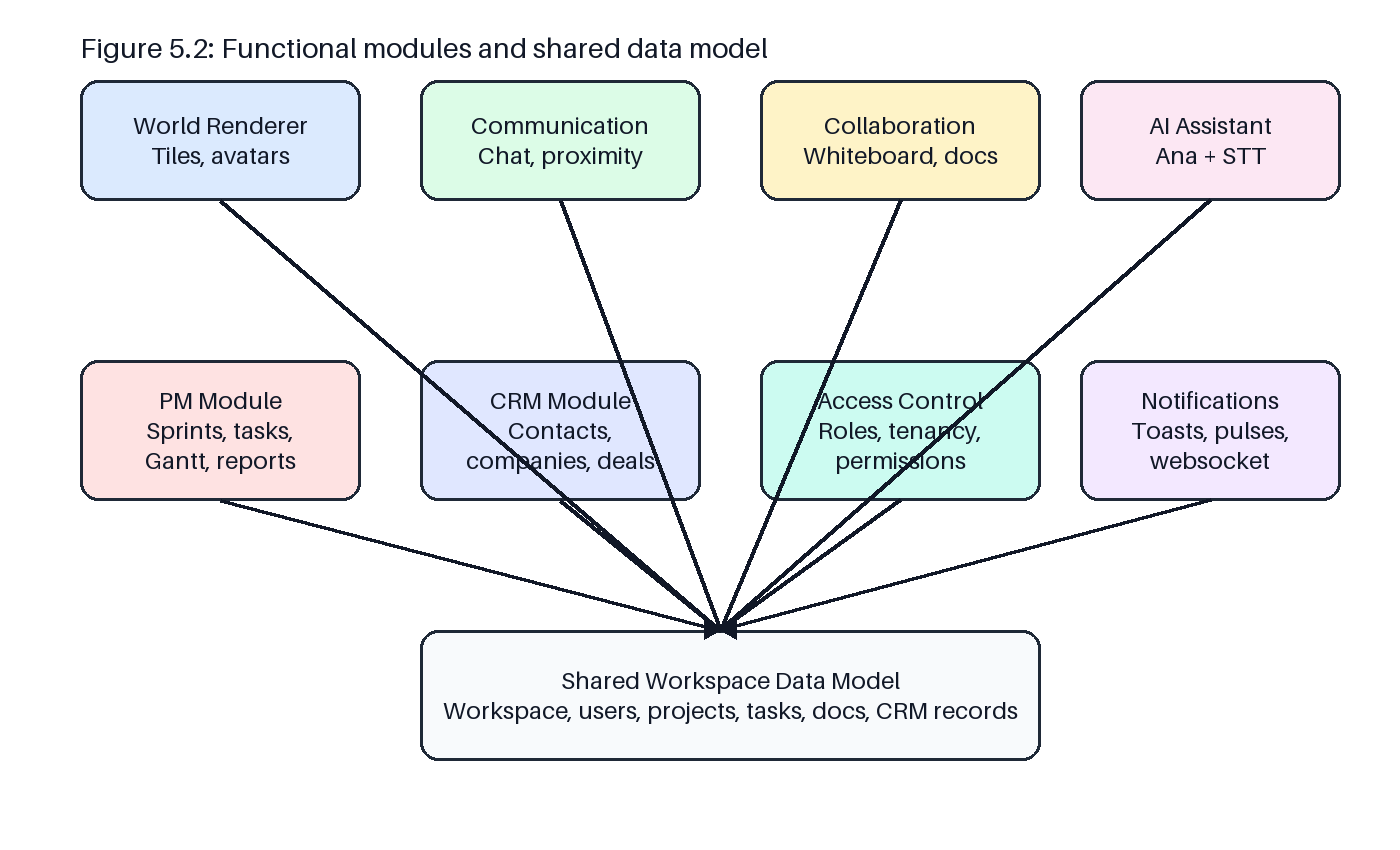 Figure 5.2: Functional modules and shared data model
World Renderer
Tiles, avatars
Communication
Chat, proximity
Collaboration
Whiteboard, docs
AI Assistant
Ana + STT
PM Module
Sprints, tasks,
Gantt, reports
CRM Module
Contacts,
companies, deals
Access Control
Roles, tenancy,
permissions
Notifications
Toasts, pulses,
websocket
Shared Workspace Data Model
Workspace, users, projects, tasks, docs, CRM records